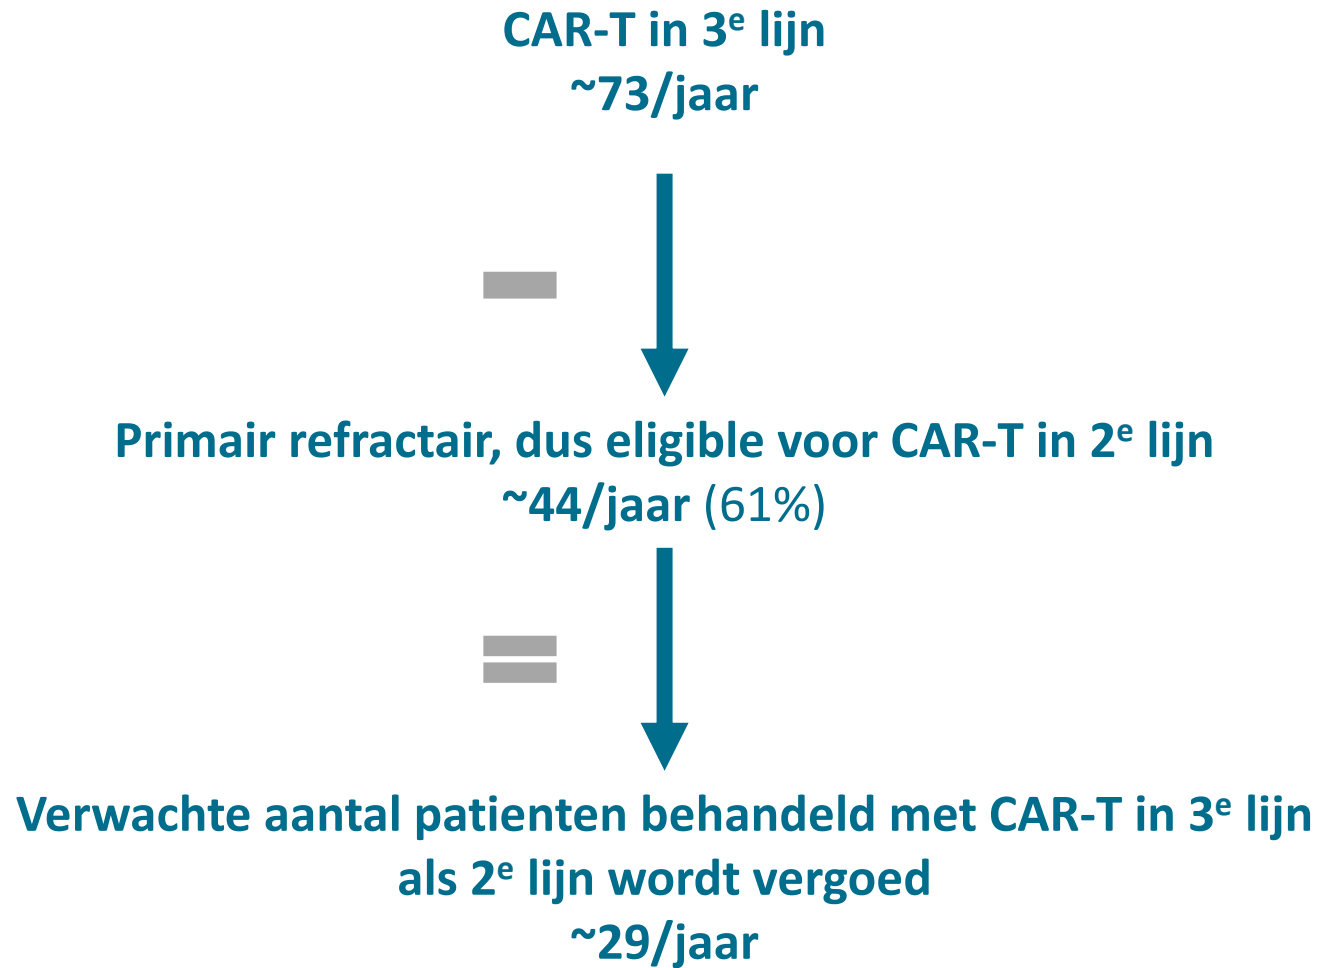 CAR-T in 3e lijn
~73/jaar
Primair refractair, dus eligible voor CAR-T in 2e lijn
~44/jaar (61%)
Verwachte aantal patienten behandeld met CAR-T in 3e lijn
als 2e lijn wordt vergoed
~29/jaar